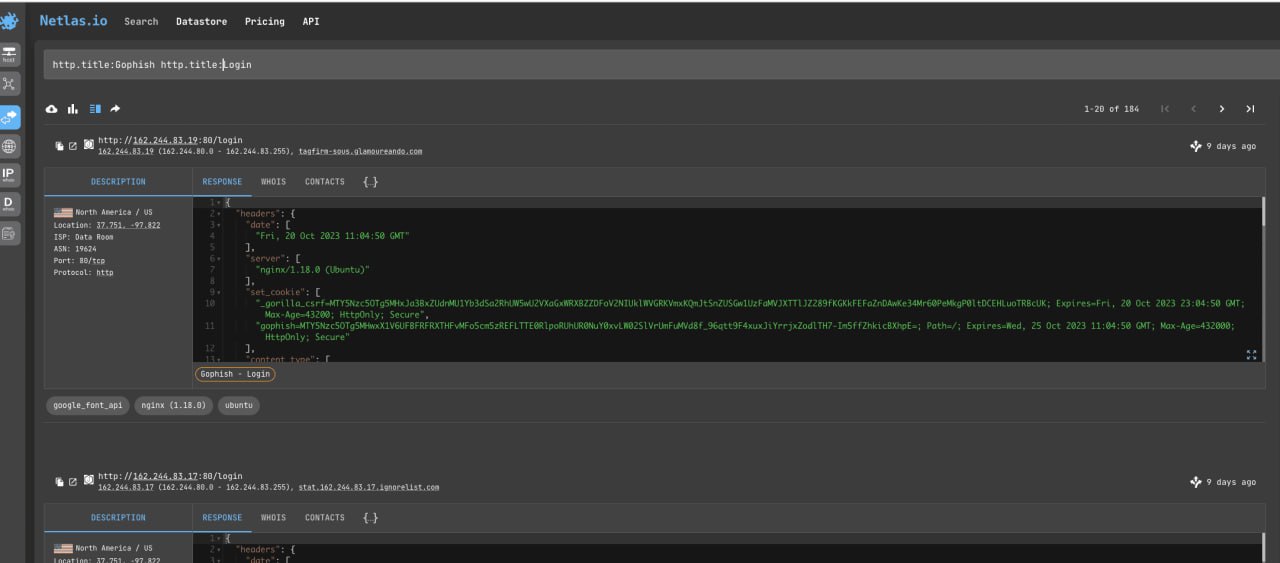 Netlas.io Search Datastore Pricing API
host
http.title:Gophish http.title:Login
1-20 of 184
http://162.244.83.19:80/login
162.244.83.19 (162.244.80.0 - 162.244.83.255), tagfirm-sous.glamoureando.com
9 days ago
IP
whois
D
whois
DESCRIPTION RESPONSE WHOIS CONTACTS {..}
North America / US
Location: 37.751, -97.822
ISP: Data Room
ASN: 19624
Port: 80/tcp
Protocol: http
1 {
2 "headers": {
3 "date": [
4 "Fri, 20 Oct 2023 11:04:50 GMT"
5 ],
6 "server": [
7 "nginx/1.18.0 (Ubuntu)"
8 ],
9 "set_cookie": [
10 Expires=Fri, 20 Oct 2023 23:04:50 GMT;
Max-Age=43200; HttpOnly; Secure",
11 Path=/; Expires=Wed, 25 Oct 2023 11:04:50 GMT; Max-Age=432000;
HttpOnly; Secure"
12 ],
13 "content_type": [
Gophish - Login
google_font_api nginx (1.18.0) ubuntu
http://162.244.83.17:80/login
162.244.83.17 (162.244.80.0 - 162.244.83.255), stat.162.244.83.17.ignorelist.com
9 days ago
DESCRIPTION RESPONSE WHOIS CONTACTS {..}
North America / US
Location: 37.751, -97.822
1 {
2 "headers": {
3 "date": [